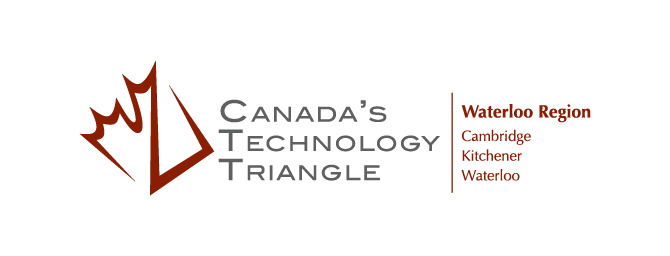 Canada's
Technology
Triangle
Waterloo Region
Cambridge
Kitchener
Waterloo